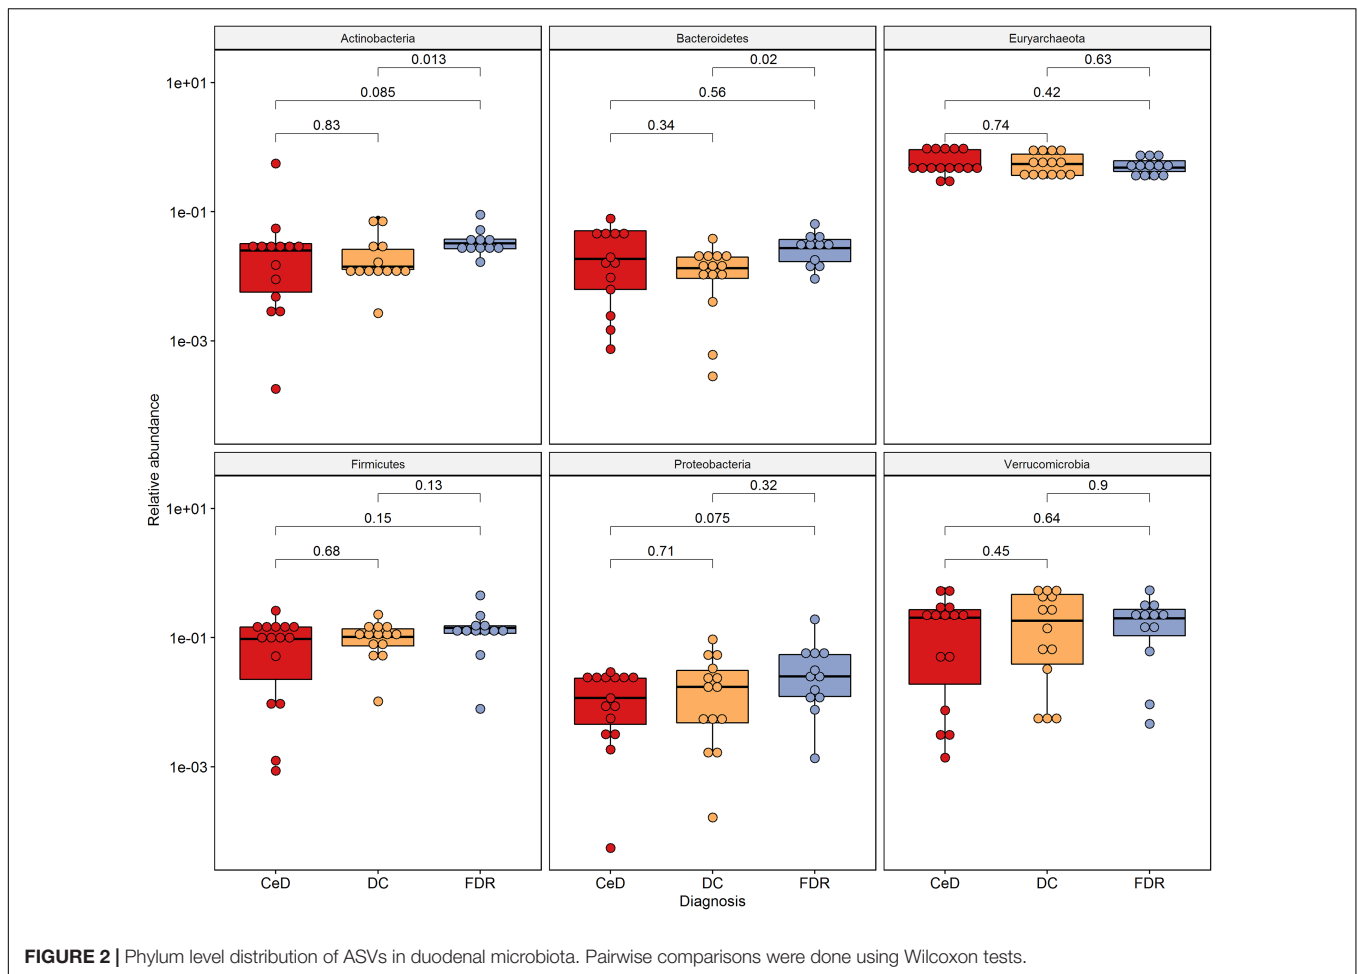 Actinobacteria
Bacteroidetes
Euryarchaeota
0.013
0.02
0.63
1e+01
0.085
0.56
0.42
0.83
0.34
0.74
1e-01
1e-03
Relative abundance
Firmicutes
Proteobacteria
Verrucomicrobia
0.13
0.32
0.9
1e+01
0.15
0.075
0.64
0.68
0.71
0.45
1e-01
1e-03
CeD DC FDR
CeD DC FDR
CeD DC FDR
Diagnosis
FIGURE 2 | Phylum level distribution of ASVs in duodenal microbiota. Pairwise comparisons were done using Wilcoxon tests.